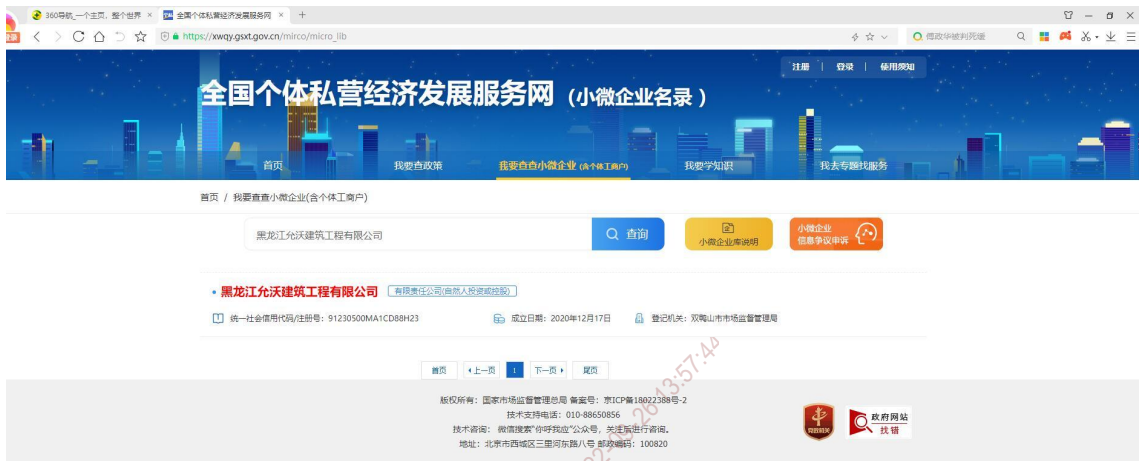 360导航_一个主页，整个世界 × 全国个体私营经济发展服务网 × +
https://xwqy.gsxt.gov.cn/mirco/micro_lib
注册 | 登录 | 使用须知
全国个体私营经济发展服务网 (小微企业名录)
首页 我要查政策 我要查查小微企业 (含个体工商户) 我要学知识 我去专题找服务
首页 / 我要查查小微企业(含个体工商户)
黑龙江允沃建筑工程有限公司 查询 小微企业库说明 小微企业
信息争议申诉
黑龙江允沃建筑工程有限公司 有限责任公司(自然人投资或控股)
统一社会信用代码/注册号：91230500MA1CD88H23 成立日期：2020年12月17日 登记机关：双鸭山市市场监督管理局
首页 上一页 1 下一页 尾页
版权所有：国家市场监督管理总局 备案号：京ICP备18022388号-2
技术支持电话：010-88650856
技术咨询：微信搜索"你呼我应"公众号，关注后进行咨询。
地址：北京市西城区三里河东路八号 邮政编码：100820
党政机关
政府网站
找错
13:57:44